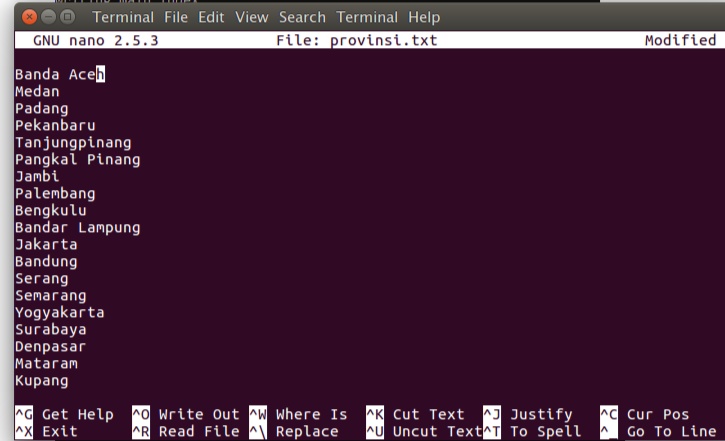 Terminal Terminal File Edit View Search Terminal Help
GNU nano 2.5.3 File: provinsi.txt Modified
Banda Aceh
Medan
Padang
Pekanbaru
Tanjungpinang
Pangkal Pinang
Jambi
Palembang
Bengkulu
Bandar Lampung
Jakarta
Bandung
Serang
Semarang
Yogyakarta
Surabaya
Denpasar
Mataram
Kupang
^G Get Help ^O Write Out ^W Where Is ^K Cut Text ^J Justify ^C Cur Pos
^X Exit ^R Read File ^\ Replace ^U Uncut Text ^T To Spell ^_ Go To Line